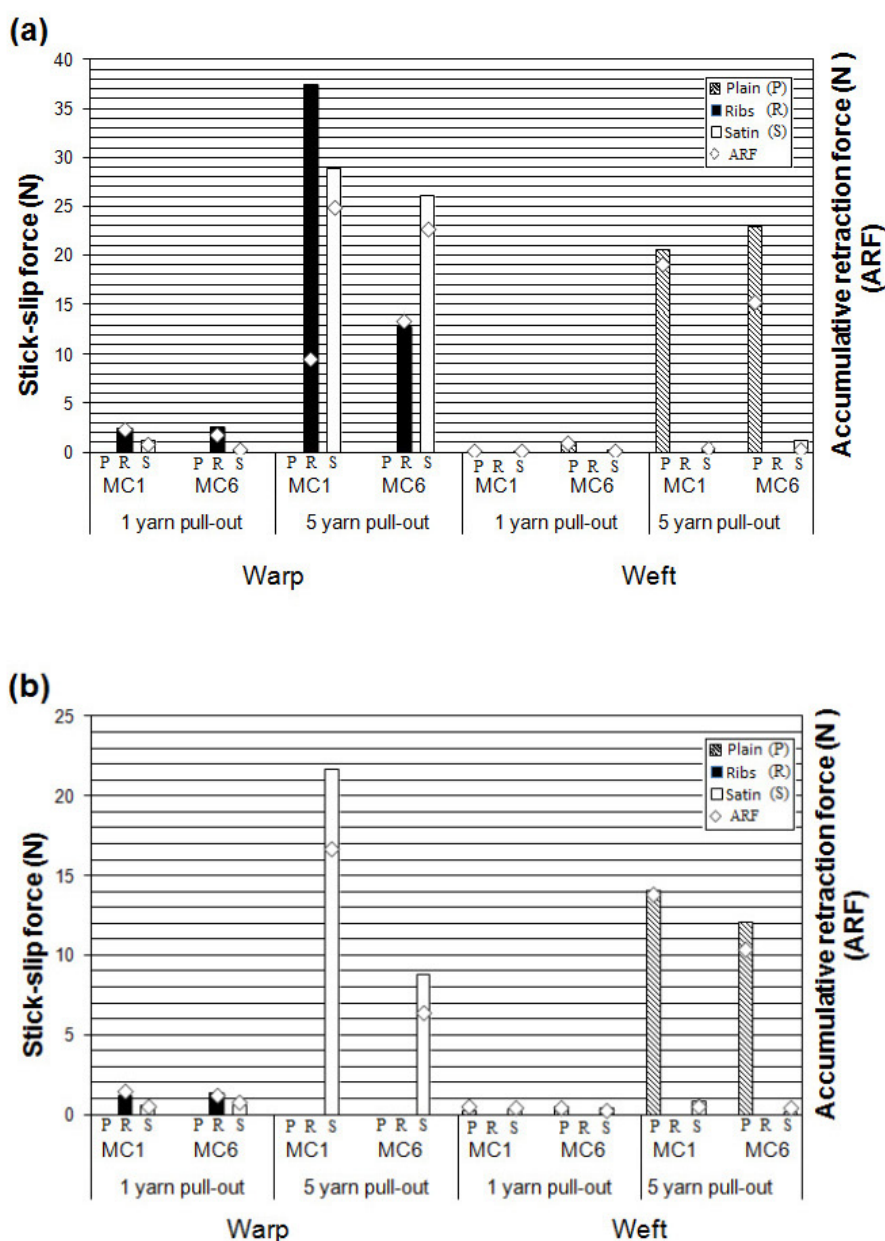 (a)
Stick-slip force (N)
40
35
30
25
20
15
10
5
0
Plain (P)
Ribs (R)
Satin (S)
ARF
Accumulative retraction force (N)
(ARF)
P R S P R S P R S P R S P R S P R S P R S P R S
MC1 MC6 MC1 MC6 MC1 MC6 MC1 MC6
1 yarn pull-out 5 yarn pull-out 1 yarn pull-out 5 yarn pull-out
Warp Weft
(b)
Stick-slip force (N)
25
20
15
10
5
0
Plain (P)
Ribs (R)
Satin (S)
ARF
Accumulative retraction force (N )
(ARF)
P R S P R S P R S P R S P R S P R S P R S P R S
MC1 MC6 MC1 MC6 MC1 MC6 MC1 MC6
1 yarn pull-out 5 yarn pull-out 1 yarn pull-out 5 yarn pull-out
Warp Weft